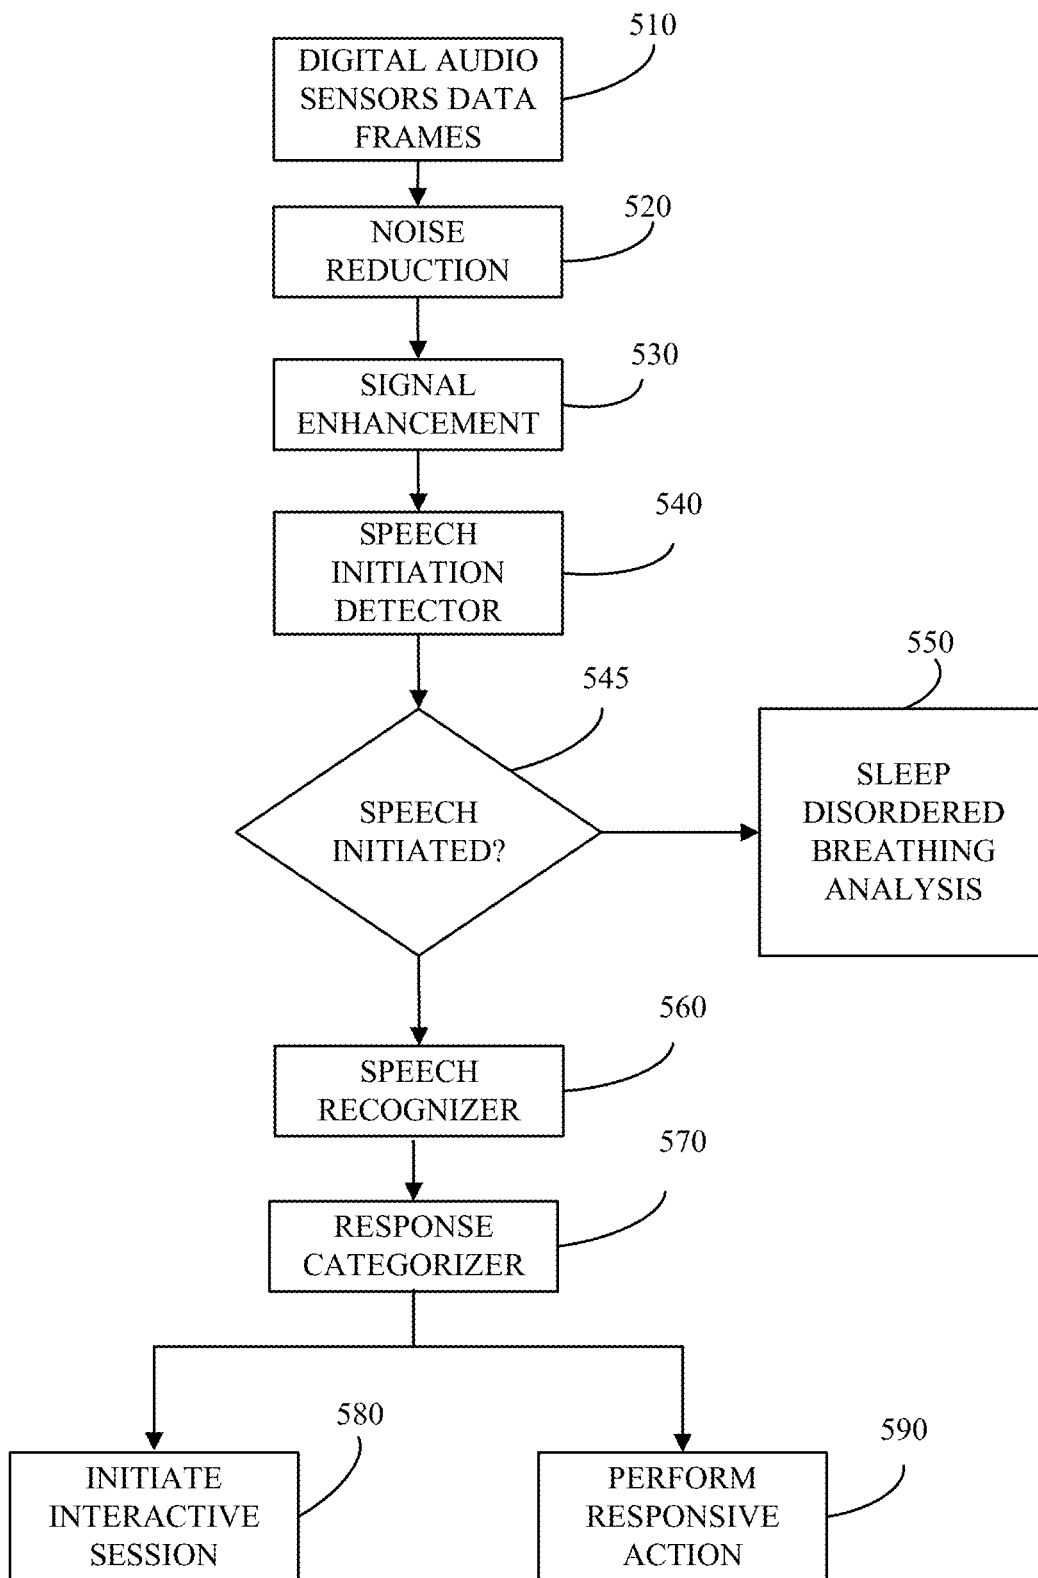 510
DIGITAL AUDIO
SENSORS DATA
FRAMES
520
NOISE
REDUCTION
530
SIGNAL
ENHANCEMENT
540
SPEECH
INITIATION
DETECTOR
545
SPEECH
INITIATED?
550
SLEEP
DISORDERED
BREATHING
ANALYSIS
560
SPEECH
RECOGNIZER
570
RESPONSE
CATEGORIZER
580
INITIATE
INTERACTIVE
SESSION
590
PERFORM
RESPONSIVE
ACTION